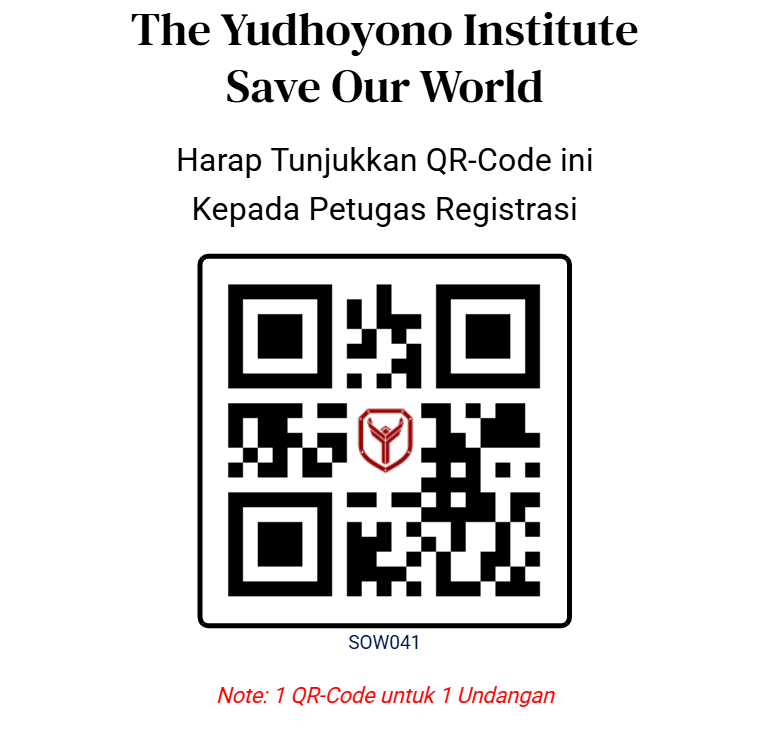 The Yudhoyono Institute
Save Our World
Harap Tunjukkan QR-Code ini
Kepada Petugas Registrasi
SOW041
Note: 1 QR-Code untuk 1 Undangan